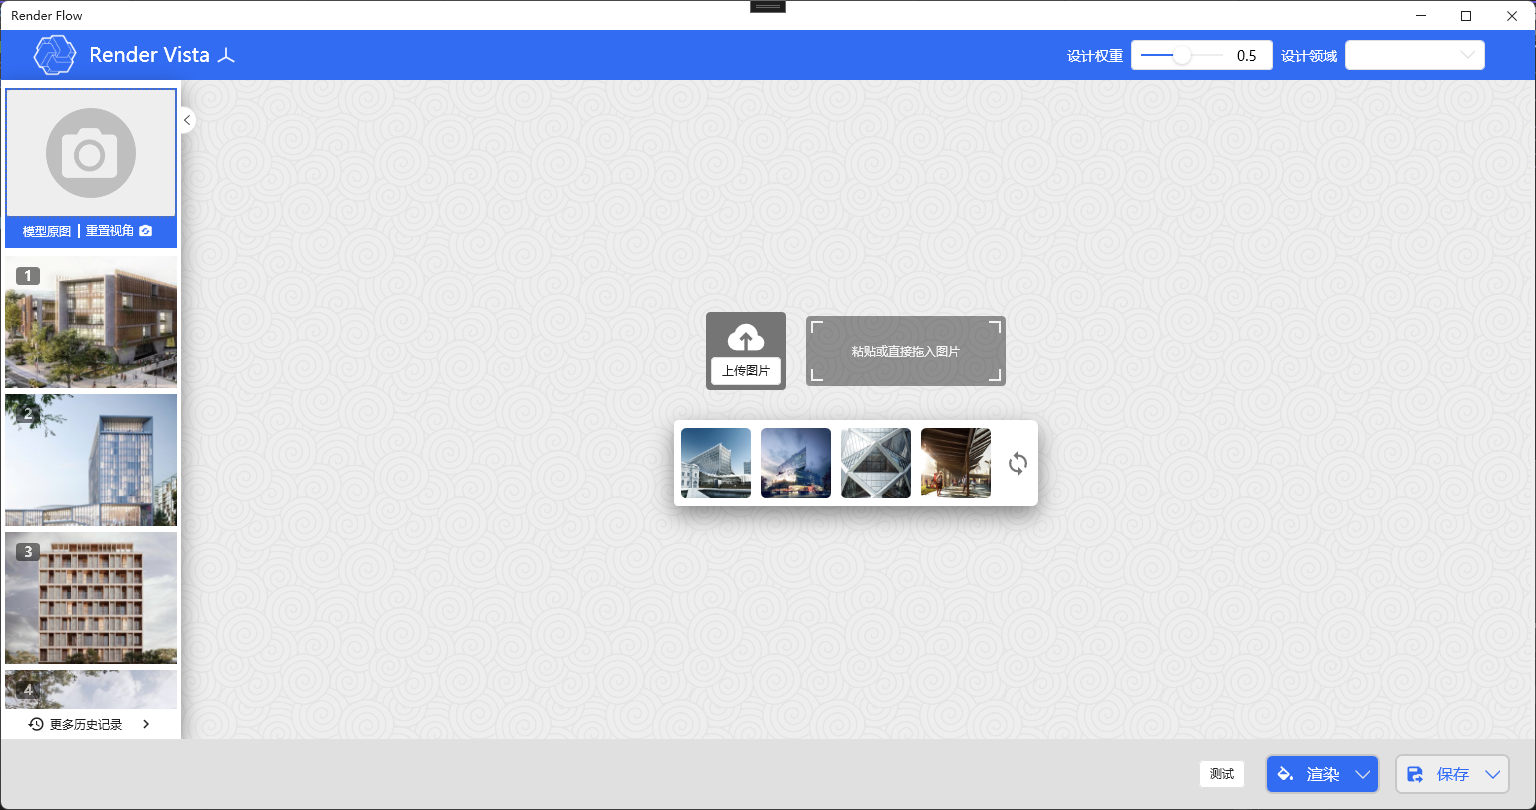 Render Flow
Render Vista
设计权重
0.5
设计领域
模型原图 | 重置视角
1
2
3
4
更多历史记录
上传图片
粘贴或直接拖入图片
测试
渲染
保存